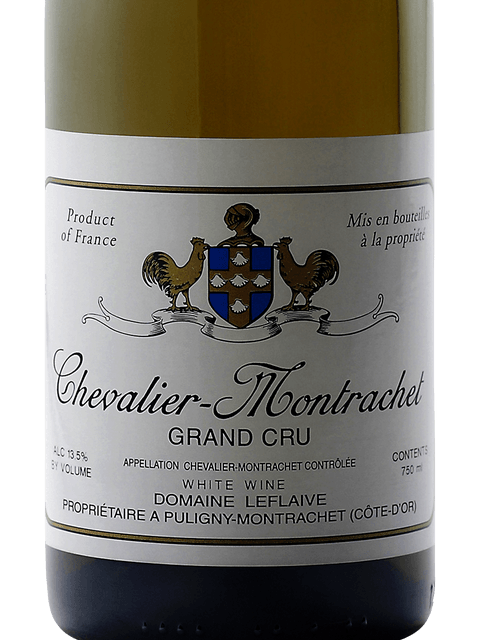 Product
of France
Mis en bouteilles
à la propriété
Chevalier-Montrachet
GRAND CRU
ALC 13.5%
BY VOLUME
APPELLATION CHEVALIER-MONTRACHET CONTRÔLÉE
CONTENTS
750 ml
WHITE WINE
DOMAINE LEFLAIVE
PROPRIÉTAIRE A PULIGNY-MONTRACHET (CÔTE-D'OR)